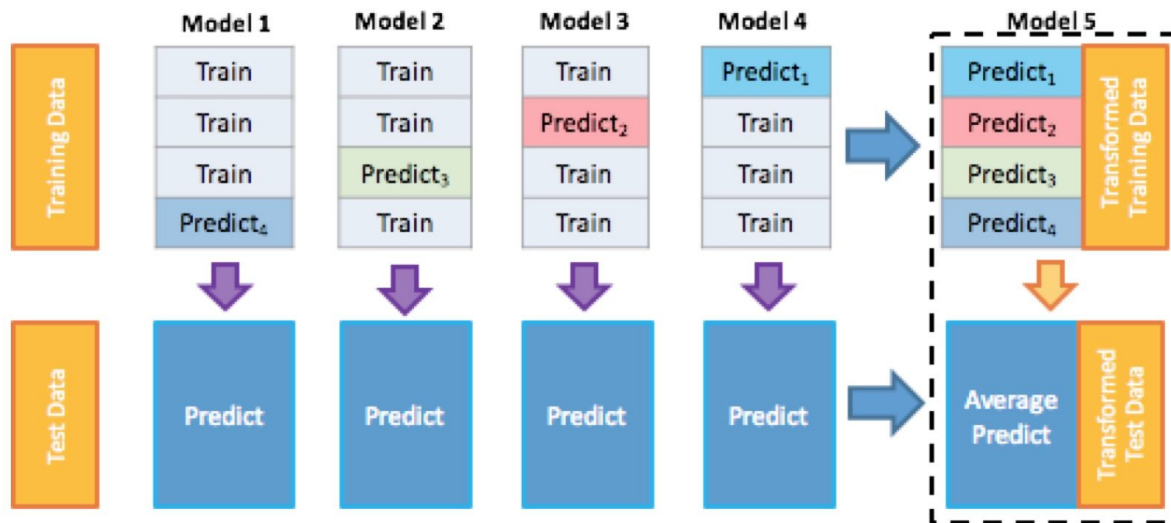 Model 1
Model 2
Model 3
Model 4
Model 5
Training Data
Train
Train
Train
Predict₄
Train
Train
Predict₃
Train
Train
Predict₂
Train
Train
Predict₁
Train
Train
Train
Predict₁
Predict₂
Predict₃
Predict₄
Transformed
Training Data
Test Data
Predict
Predict
Predict
Predict
Average
Predict
Transformed
Test Data